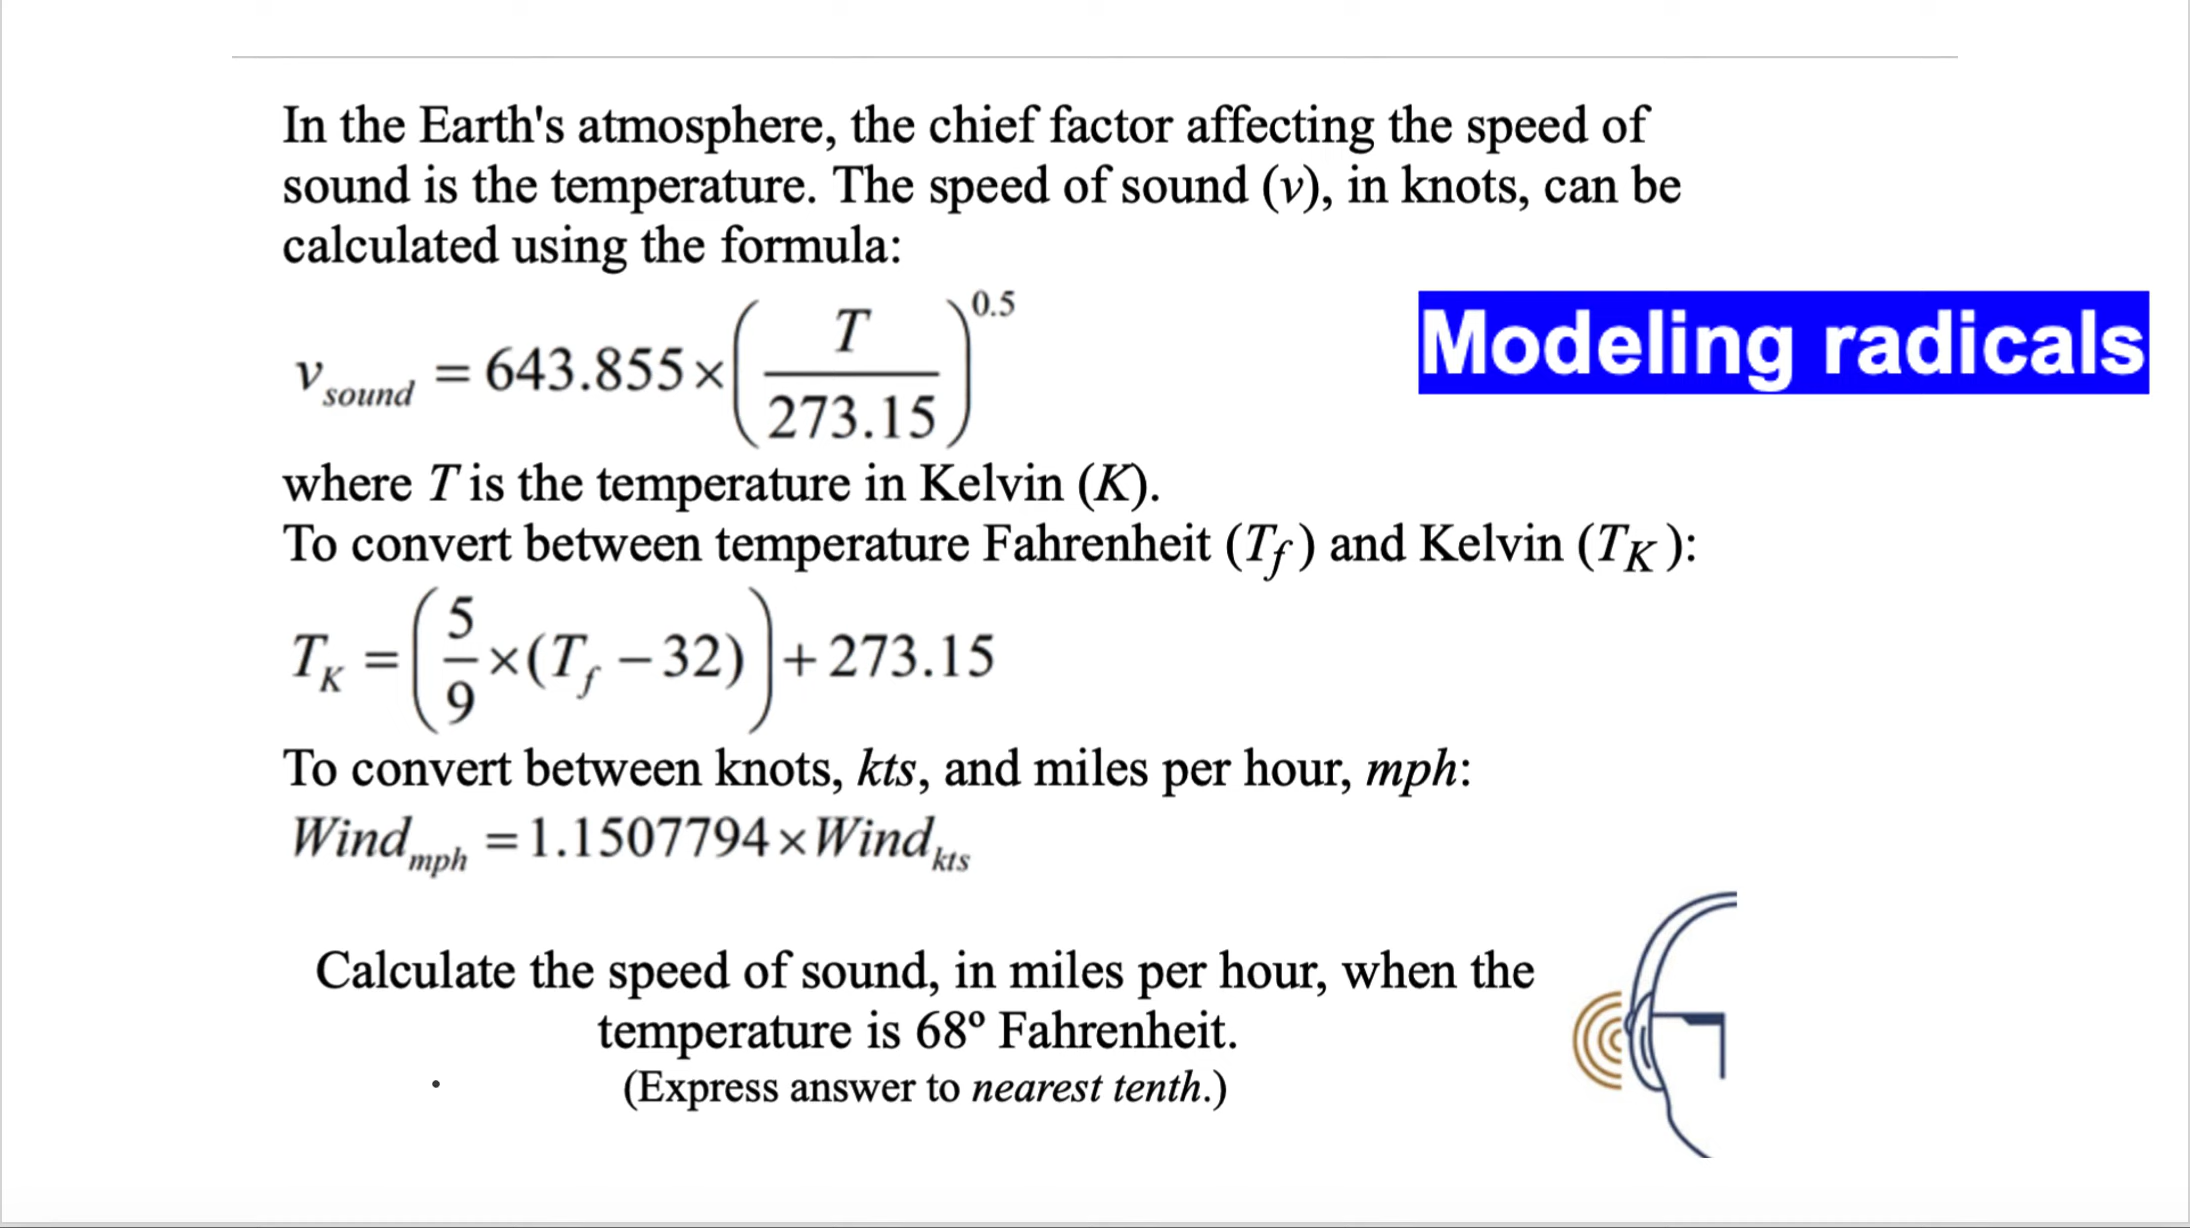 In the Earth's atmosphere, the chief factor affecting the speed of
sound is the temperature. The speed of sound (v), in knots, can be
calculated using the formula:
v_sound = 643.855 × (T / 273.15)^0.5
Modeling radicals
where T is the temperature in Kelvin (K).
To convert between temperature Fahrenheit (T_f) and Kelvin (T_K):
T_K = (5/9 × (T_f − 32)) + 273.15
To convert between knots, kts, and miles per hour, mph:
Wind_mph = 1.1507794 × Wind_kts
Calculate the speed of sound, in miles per hour, when the
temperature is 68º Fahrenheit.
(Express answer to nearest tenth.)